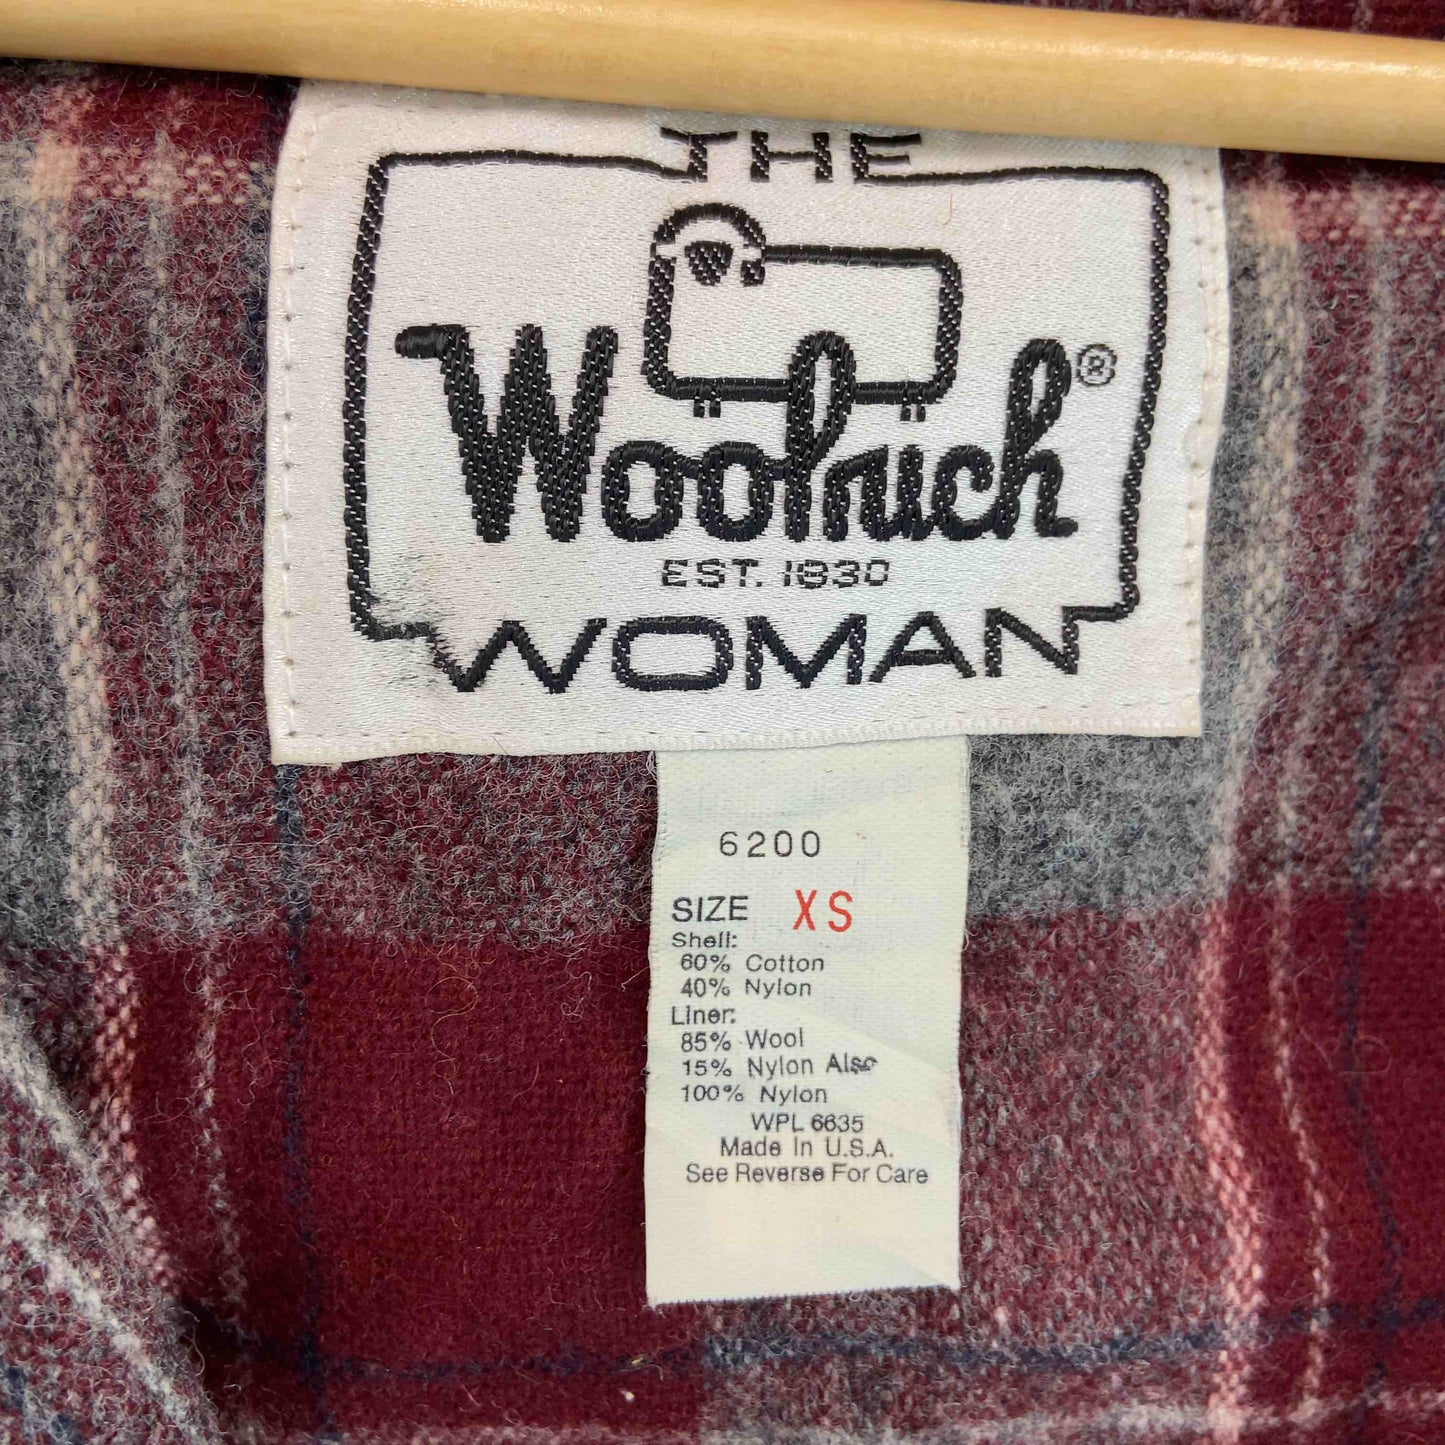 THE
Woolrich®
EST. 1830
WOMAN
6200
SIZE XS
Shell:
60% Cotton
40% Nylon
Liner:
85% Wool
15% Nylon Also
100% Nylon
WPL 6635
Made In U.S.A.
See Reverse For Care